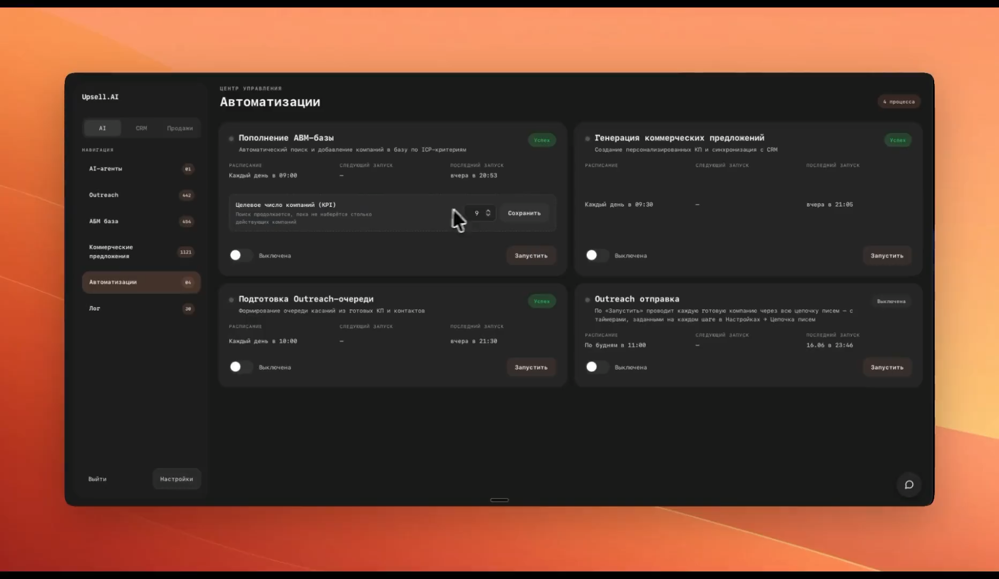 Upsell.AI
AI
CRM
Продажи
НАВИГАЦИЯ
AI-агенты
01
Outreach
442
АБМ база
454
Коммерческие
предложения
1121
Автоматизации
04
Лог
30
Выйти
Настройки
ЦЕНТР УПРАВЛЕНИЯ
Автоматизации
4 процесса
Пополнение ABM-базы
Успех
Автоматический поиск и добавление компаний в базу по ICP-критериям
РАСПИСАНИЕ
СЛЕДУЮЩИЙ ЗАПУСК
ПОСЛЕДНИЙ ЗАПУСК
Каждый день в 09:00
—
вчера в 20:53
Целевое число компаний (KPI)
Поиск продолжается, пока не наберётся столько
действующих компаний
9
Сохранить
Выключена
Запустить
Генерация коммерческих предложений
Успех
Создание персонализированных КП и синхронизация с CRM
РАСПИСАНИЕ
СЛЕДУЮЩИЙ ЗАПУСК
ПОСЛЕДНИЙ ЗАПУСК
Каждый день в 09:30
—
вчера в 21:05
Выключена
Запустить
Подготовка Outreach-очереди
Успех
Формирование очереди касаний из готовых КП и контактов
РАСПИСАНИЕ
СЛЕДУЮЩИЙ ЗАПУСК
ПОСЛЕДНИЙ ЗАПУСК
Каждый день в 10:00
—
вчера в 21:30
Выключена
Запустить
Outreach отправка
Выключена
По «Запустить» проводит каждую готовую компанию через всю цепочку писем — с
таймерами, заданными на каждом шаге в Настройках → Цепочка писем
РАСПИСАНИЕ
СЛЕДУЮЩИЙ ЗАПУСК
ПОСЛЕДНИЙ ЗАПУСК
По будням в 11:00
—
16.06 в 23:46
Выключена
Запустить